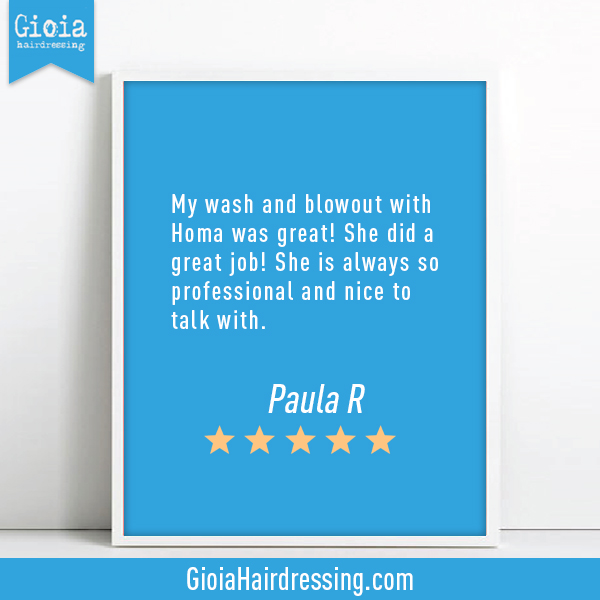 Gioia
hairdressing
My wash and blowout with
Homa was great! She did a
great job! She is always so
professional and nice to
talk with.
Paula R
GioiaHairdressing.com